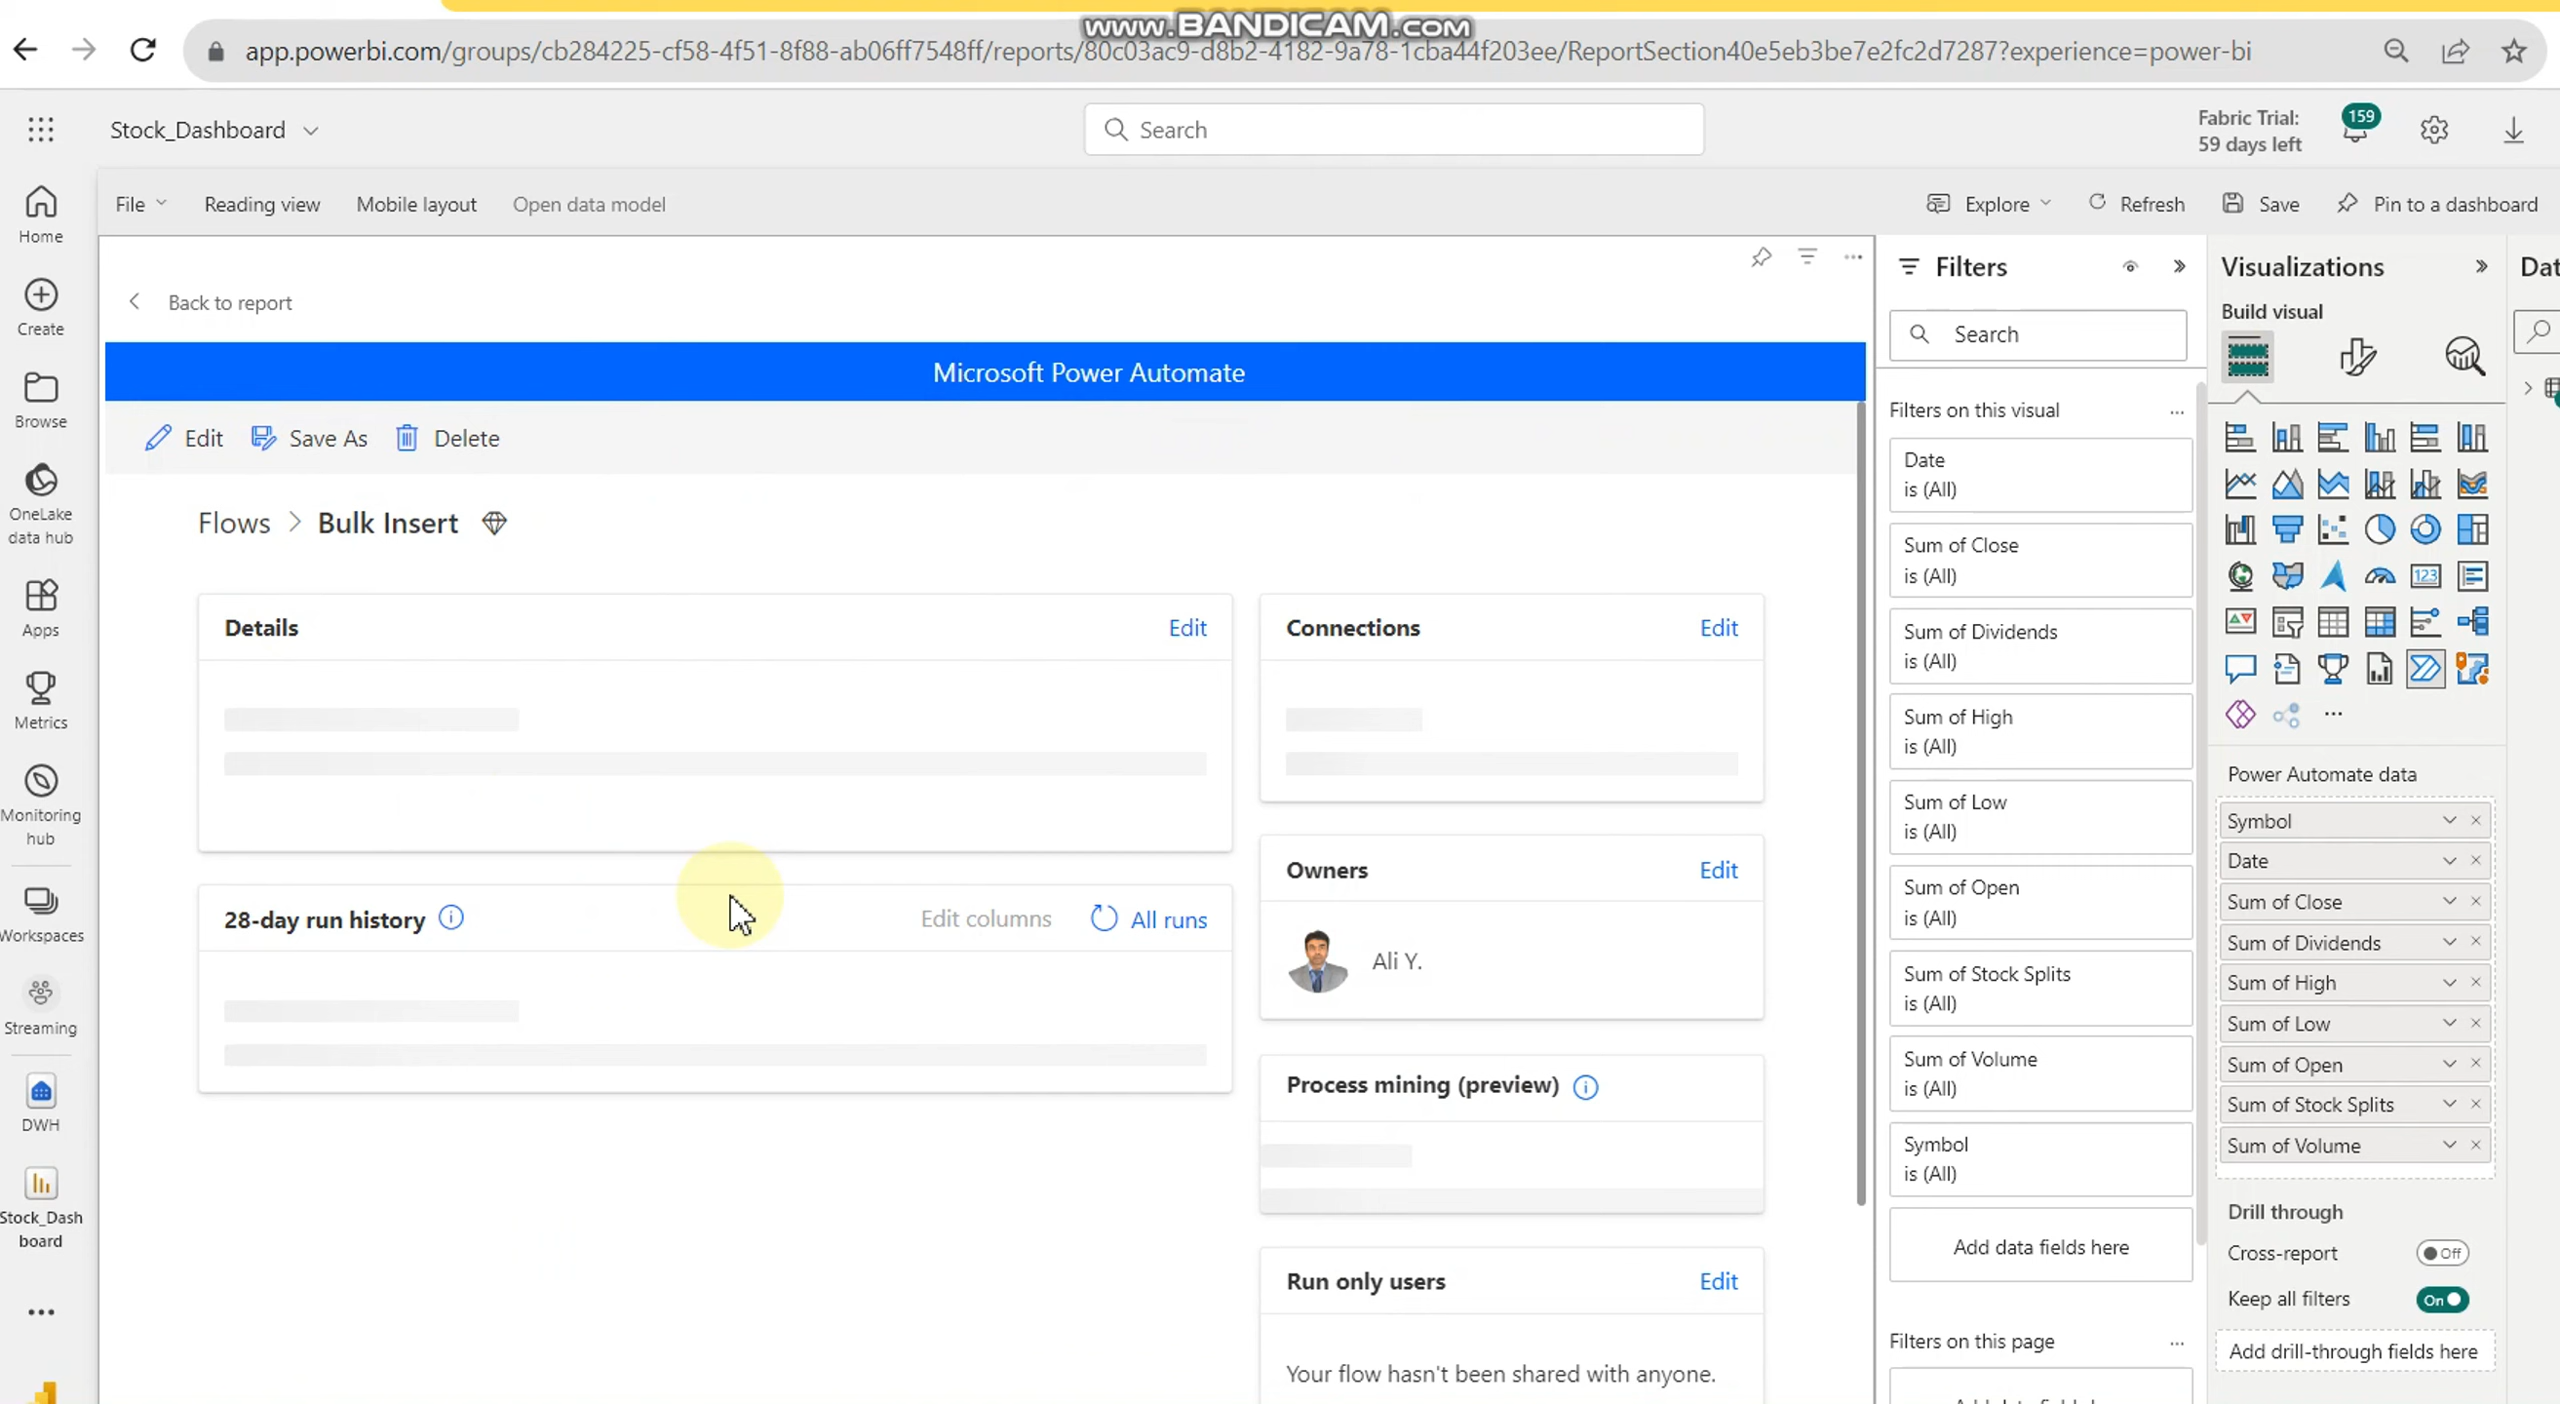 www.BANDICAM.com
app.powerbi.com/groups/cb284225-cf58-4f51-8f88-ab06ff7548ff/reports/80c03ac9-d8b2-4182-9a78-1cba44f203ee/ReportSection40e5eb3be7e2fc2d7287?experience=power-bi
Stock_Dashboard
Search
Fabric Trial:
59 days left
159
File
Reading view
Mobile layout
Open data model
Explore
Refresh
Save
Pin to a dashboard
Home
Create
Browse
OneLake
data hub
Apps
Metrics
Monitoring
hub
Workspaces
Streaming
DWH
Stock_Dash
board
Back to report
Microsoft Power Automate
Edit
Save As
Delete
Flows > Bulk Insert
Details
Edit
28-day run history
Edit columns
All runs
Connections
Edit
Owners
Edit
Ali Y.
Process mining (preview)
Run only users
Edit
Your flow hasn't been shared with anyone.
Filters
Search
Filters on this visual
Date
is (All)
Sum of Close
is (All)
Sum of Dividends
is (All)
Sum of High
is (All)
Sum of Low
is (All)
Sum of Open
is (All)
Sum of Stock Splits
is (All)
Sum of Volume
is (All)
Symbol
is (All)
Add data fields here
Filters on this page
Visualizations
Build visual
123
Power Automate data
Symbol
Date
Sum of Close
Sum of Dividends
Sum of High
Sum of Low
Sum of Open
Sum of Stock Splits
Sum of Volume
Drill through
Cross-report
Off
Keep all filters
On
Add drill-through fields here
Dat